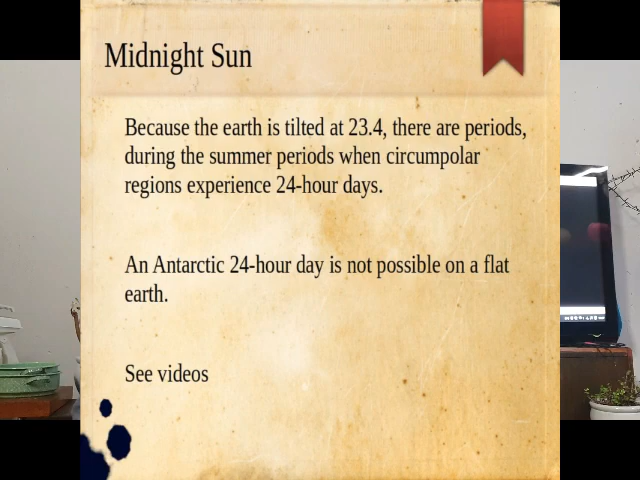 Midnight Sun
Because the earth is tilted at 23.4, there are periods,
during the summer periods when circumpolar
regions experience 24-hour days.
An Antarctic 24-hour day is not possible on a flat
earth.
See videos